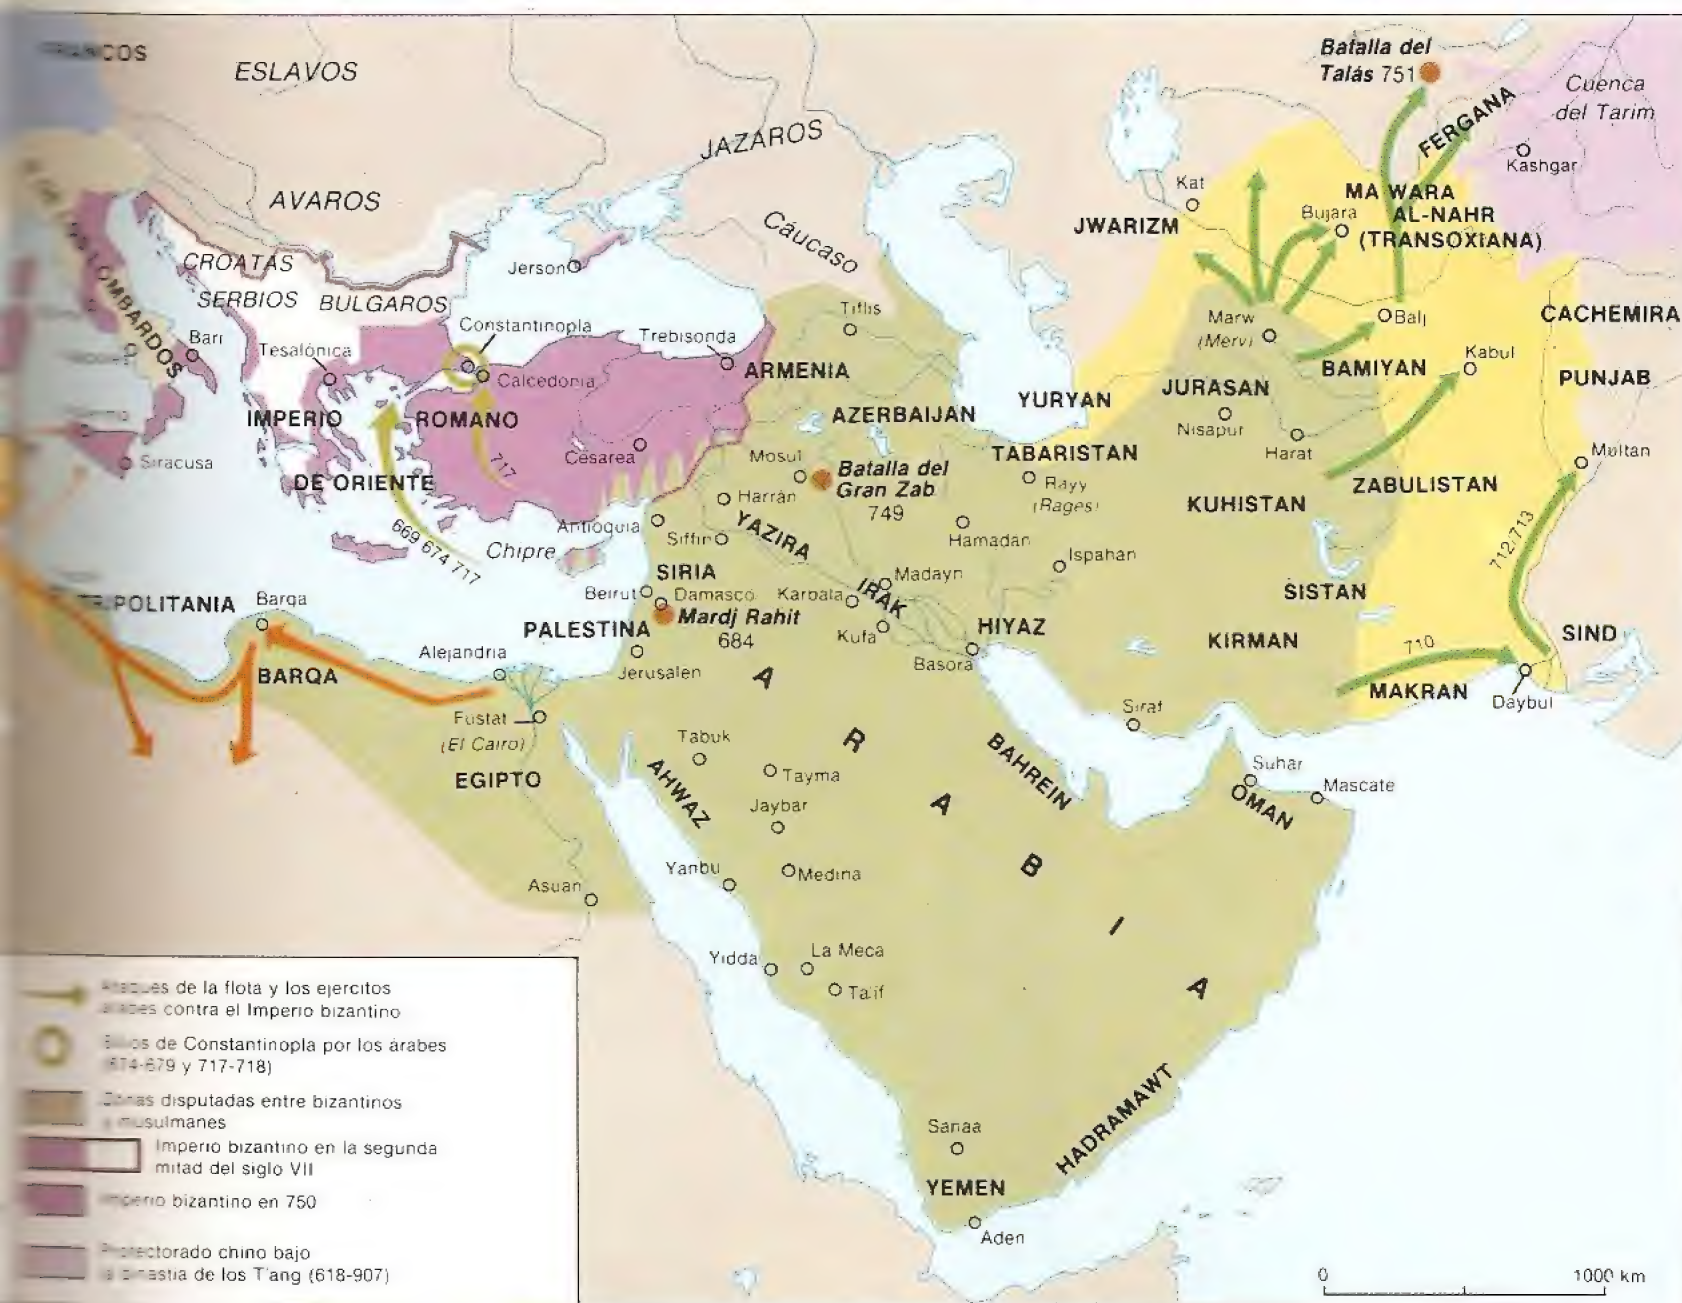 ESLAVOS
Batalla del
Talás 751
Cuenca
del Tarim
FERGANA
Kashgar
JAZAROS
AVAROS
Kat
MA WARA
AL-NAHR
(TRANSOXIANA)
Bujara
JWARIZM
Cáucaso
CROATAS
Jerson
SERBIOS
BULGAROS
LOMBARDOS
Bari
Constantinopla
Tesalónica
Calcedonia
Trebisonda
Tiflis
ARMENIA
Marw
(Merv)
Balj
CACHEMIRA
Kabul
BAMIYAN
PUNJAB
JURASAN
YURYAN
AZERBAIJAN
IMPERIO
ROMANO
DE ORIENTE
Nisapur
Harat
Siracusa
717
Cesarea
Mosul
Batalla del
Gran Zab
749
TABARISTAN
Rayy
(Rages)
Multan
ZABULISTAN
KUHISTAN
Harrán
YAZIRA
Antioquia
Siffin
Hamadan
Ispahan
669 674 717
Chipre
SIRIA
Beirut
Damasco
Karbala
Madayn
IRAK
712-713
SISTAN
POLITANIA
Barqa
Mardj Rahit
684
PALESTINA
Kufa
HIYAZ
Basora
KIRMAN
SIND
710
Alejandria
BARQA
Jerusalen
MAKRAN
Daybul
Fustat
(El Cairo)
Siraf
EGIPTO
Tabuk
AHWAZ
Tayma
Jaybar
BAHREIN
Suhar
OMAN
Mascate
ARABIA
Yanbu
Medina
Asuan
Yidda
La Meca
Taif
Sanaa
YEMEN
HADRAMAWT
Aden
de la flota y los ejercitos
contra el Imperio bizantino
de Constantinopla por los árabes
y 717-718)
disputadas entre bizantinos
musulmanes
Imperio bizantino en la segunda
mitad del siglo VII
bizantino en 750
chino bajo
de los T'ang (618-907)
0
1000 km